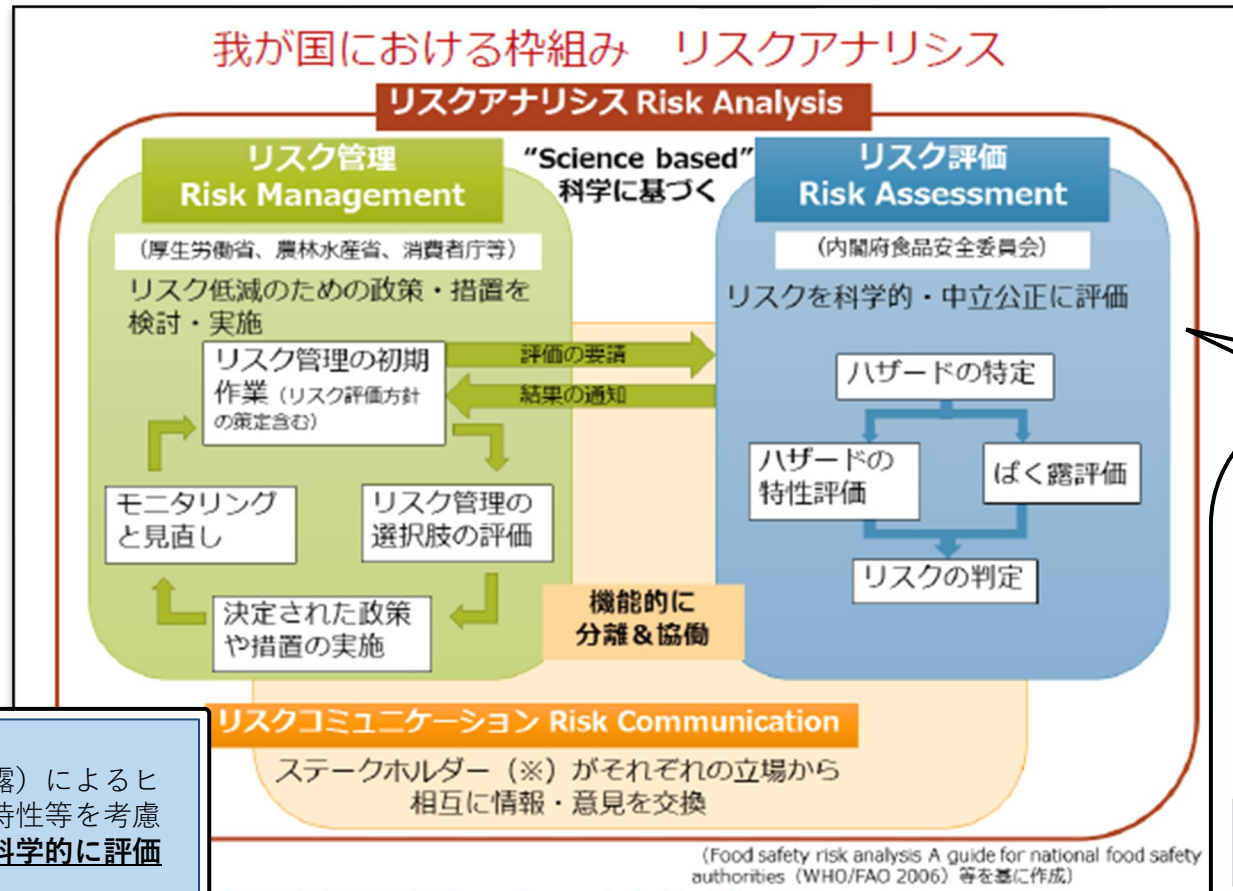 我が国における枠組み　リスクアナリシス
リスクアナリシス Risk Analysis
リスク管理
Risk Management
（厚生労働省、農林水産省、消費者庁等）
リスク低減のための政策・措置を
検討・実施
リスク管理の初期
作業（リスク評価方針
の策定含む）
モニタリング
と見直し
リスク管理の
選択肢の評価
決定された政策
や措置の実施
“Science based”
科学に基づく
評価の要請
結果の通知
機能的に
分離＆協働
リスク評価
Risk Assessment
（内閣府食品安全委員会）
リスクを科学的・中立公正に評価
ハザードの特定
ハザードの
特性評価
ばく露評価
リスクの判定
リスクコミュニケーション Risk Communication
ステークホルダー（※）がそれぞれの立場から
相互に情報・意見を交換
（Food safety risk analysis A guide for national food safety
authorities（WHO/FAO 2006）等を基に作成）
露）によるヒ
特性等を考慮
科学的に評価